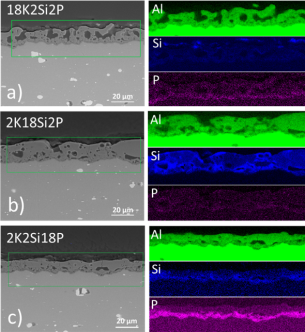 18K2Si2P
Al
Si
P
a)
20 µm
2K18Si2P
Al
Si
P
b)
20 µm
2K2Si18P
Al
Si
P
c)
20 µm